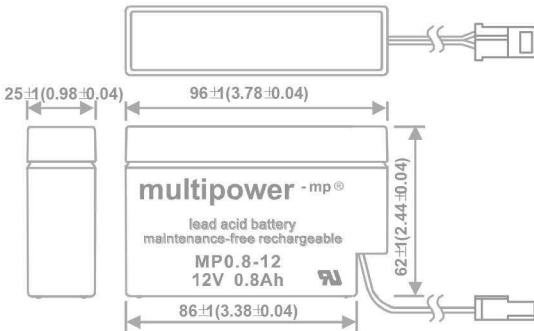 25±1(0.98±0.04)
96±1(3.78±0.04)
multipower -mp®
lead acid battery
maintenance-free rechargeable
MP0.8-12
12V 0.8Ah
62±1(2.44±0.04)
86±1(3.38±0.04)